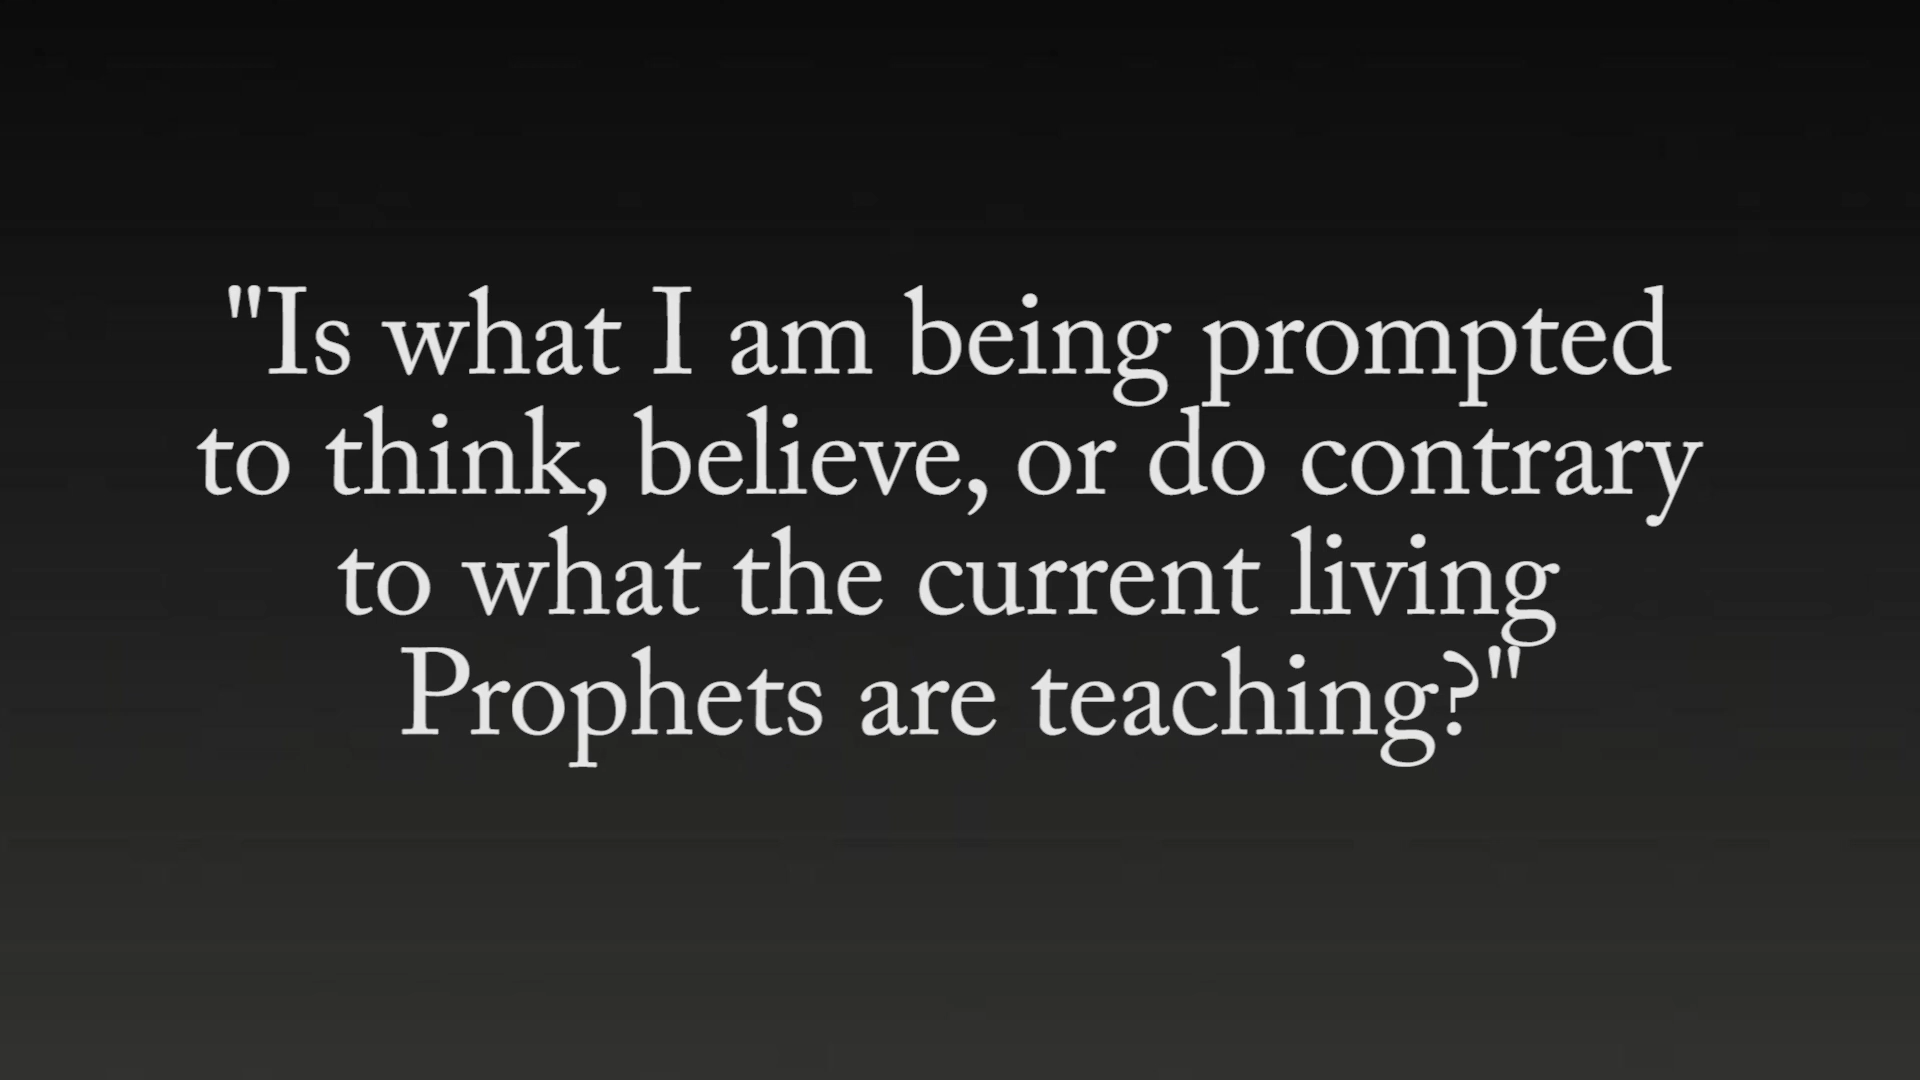 "Is what I am being prompted
to think, believe, or do contrary
to what the current living
Prophets are teaching?"